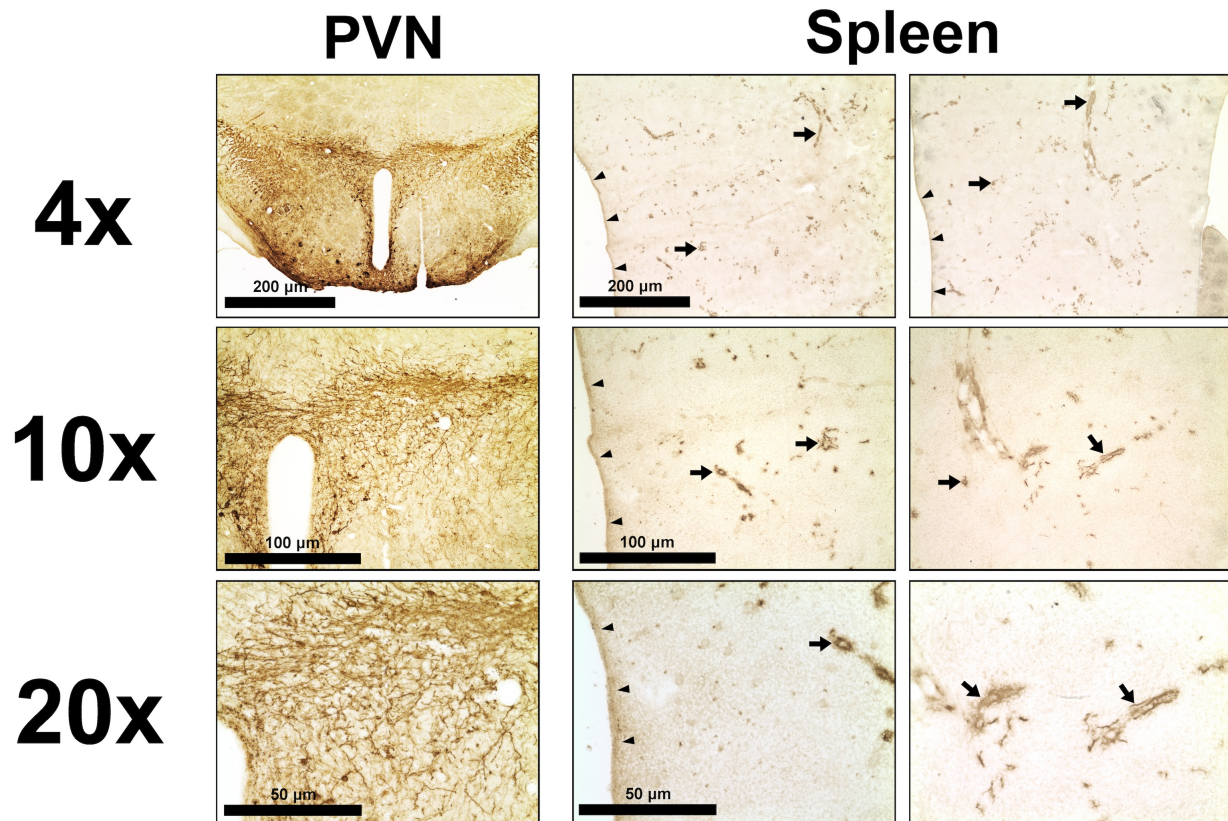 PVN Spleen
4x
200 µm 200 µm
10x
100 µm 100 µm
20x
50 µm 50 µm